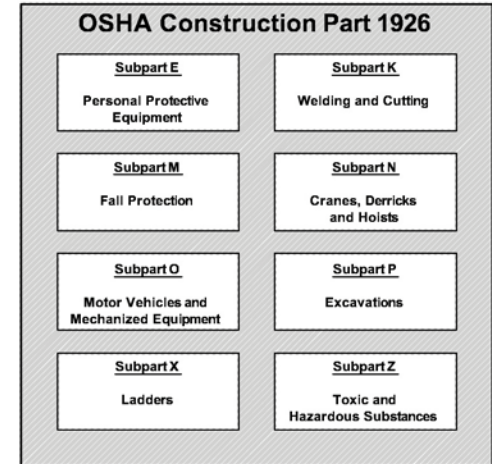 OSHA Construction Part 1926
Subpart E
Personal Protective
Equipment
Subpart K
Welding and Cutting
Subpart M
Fall Protection
Subpart N
Cranes, Derricks
and Hoists
Subpart O
Motor Vehicles and
Mechanized Equipment
Subpart P
Excavations
Subpart X
Ladders
Subpart Z
Toxic and
Hazardous Substances